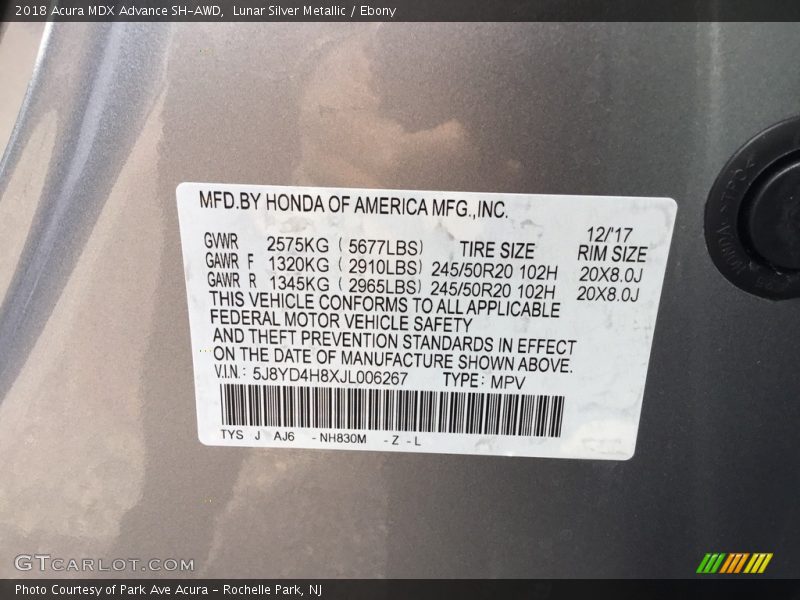 2018 Acura MDX Advance SH-AWD, Lunar Silver Metallic / Ebony
MFD.BY HONDA OF AMERICA MFG.,INC.
12/'17
GVWR 2575KG ( 5677LBS) TIRE SIZE RIM SIZE
GAWR F 1320KG ( 2910LBS) 245/50R20 102H 20X8.0J
GAWR R 1345KG ( 2965LBS) 245/50R20 102H 20X8.0J
THIS VEHICLE CONFORMS TO ALL APPLICABLE
FEDERAL MOTOR VEHICLE SAFETY
AND THEFT PREVENTION STANDARDS IN EFFECT
ON THE DATE OF MANUFACTURE SHOWN ABOVE.
V.I.N.: 5J8YD4H8XJL006267 TYPE: MPV
TYS J AJ6 - NH830M - Z - L
GTCARLOT.COM
Photo Courtesy of Park Ave Acura - Rochelle Park, NJ